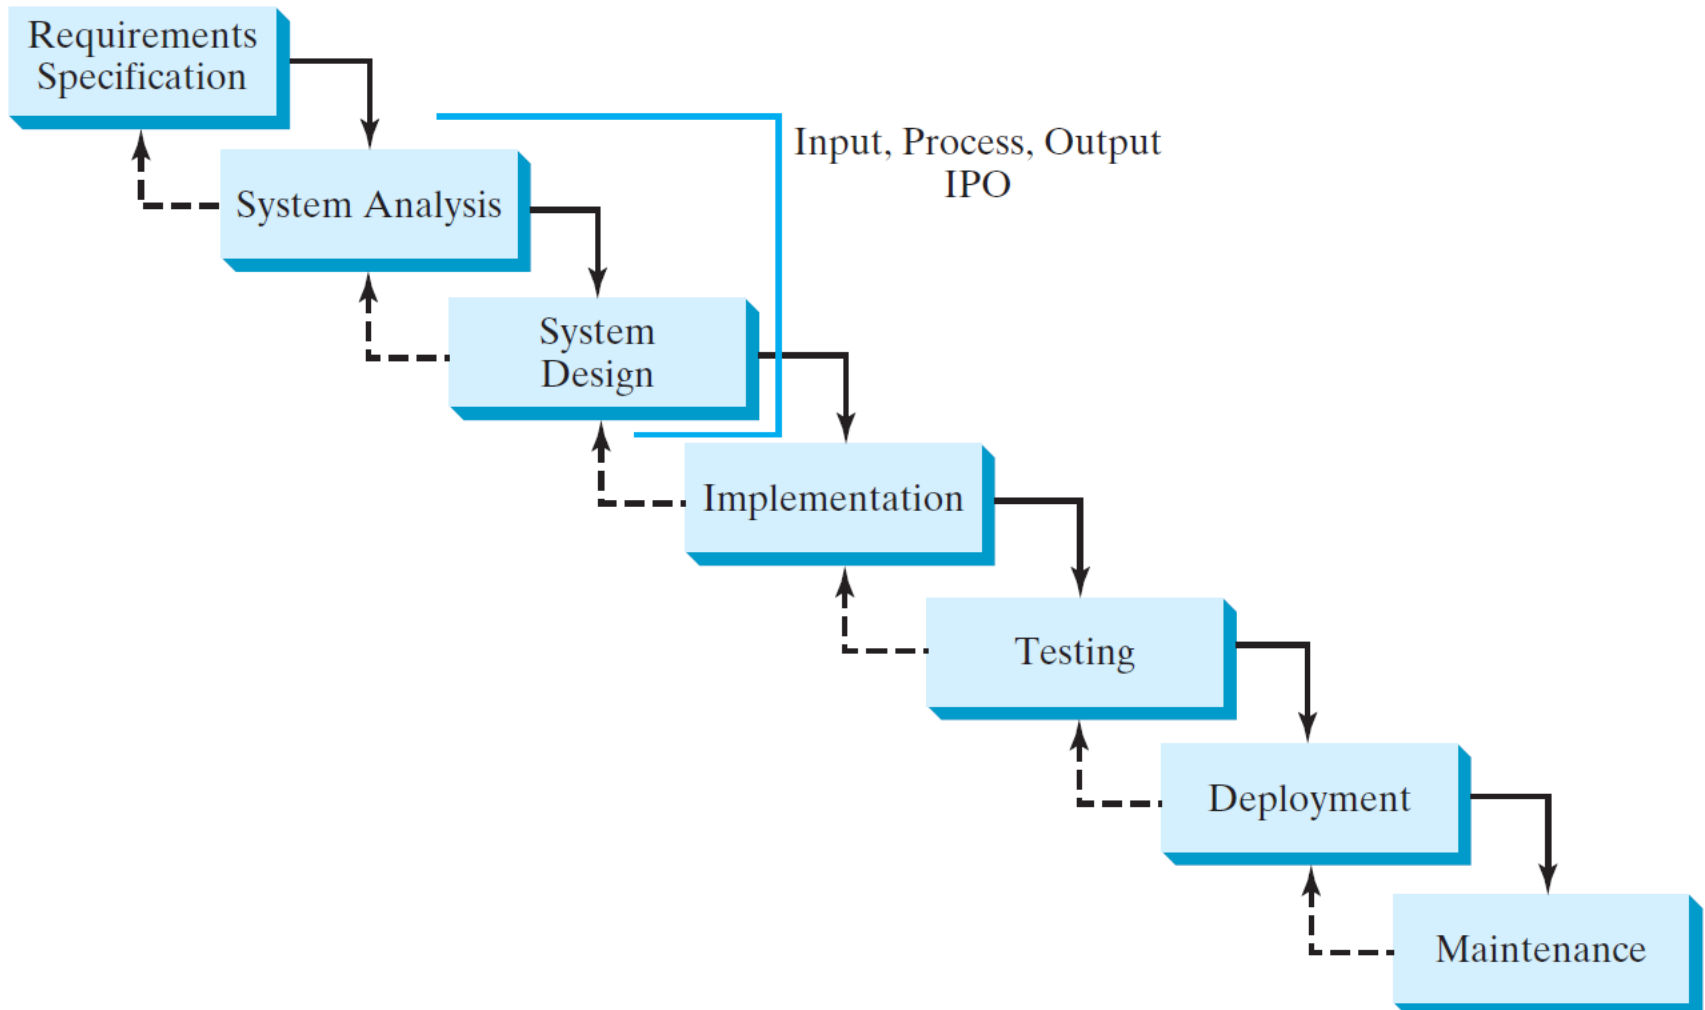 Requirements
Specification
Input, Process, Output
IPO
System Analysis
System
Design
Implementation
Testing
Deployment
Maintenance